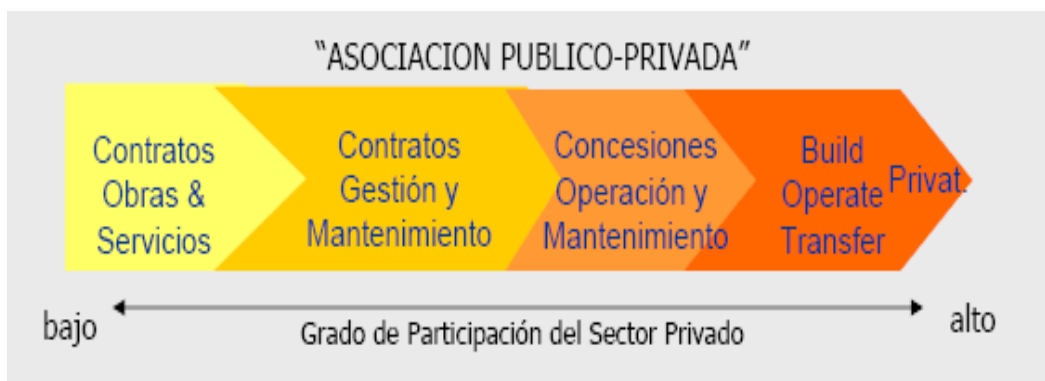 “ASOCIACION PUBLICO-PRIVADA”
Contratos
Obras &
Servicios
Contratos
Gestión y
Mantenimiento
Concesiones
Operación y
Mantenimiento
Build
Operate
Transfer
Privat.
bajo
Grado de Participación del Sector Privado
alto